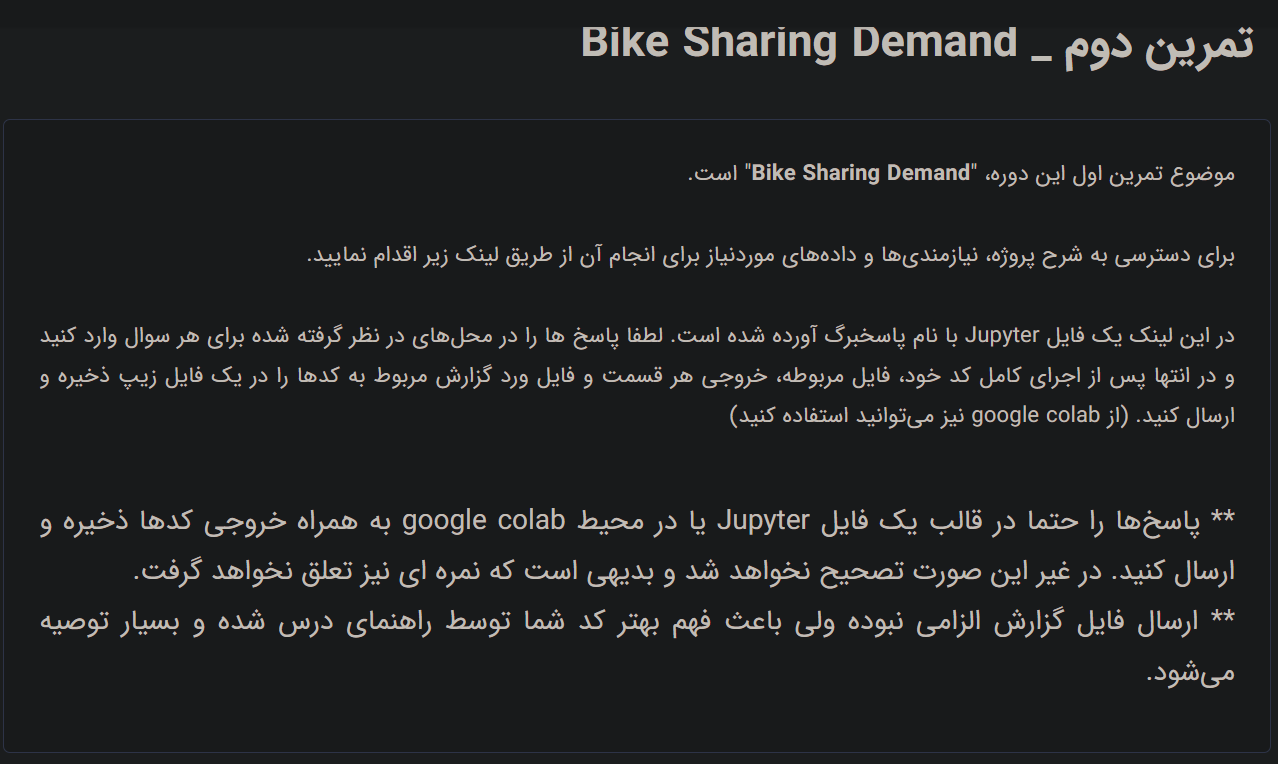 تمرین دوم _ Bike Sharing Demand
موضوع تمرین اول این دوره، "Bike Sharing Demand" است.
برای دسترسی به شرح پروژه، نیازمندی‌ها و داده‌های موردنیاز برای انجام آن از طریق لینک زیر اقدام نمایید.
در این لینک یک فایل Jupyter با نام پاسخبرگ آورده شده است. لطفا پاسخ ها را در محل‌های در نظر گرفته شده برای هر سوال وارد کنید
و در انتها پس از اجرای کامل کد خود، فایل مربوطه، خروجی هر قسمت و فایل ورد گزارش مربوط به کدها را در یک فایل زیپ ذخیره و
ارسال کنید. (از google colab نیز می‌توانید استفاده کنید)
** پاسخ‌ها را حتما در قالب یک فایل Jupyter یا در محیط google colab به همراه خروجی کدها ذخیره و
ارسال کنید. در غیر این صورت تصحیح نخواهد شد و بدیهی است که نمره ای نیز تعلق نخواهد گرفت.
** ارسال فایل گزارش الزامی نبوده ولی باعث فهم بهتر کد شما توسط راهنمای درس شده و بسیار توصیه
می‌شود.